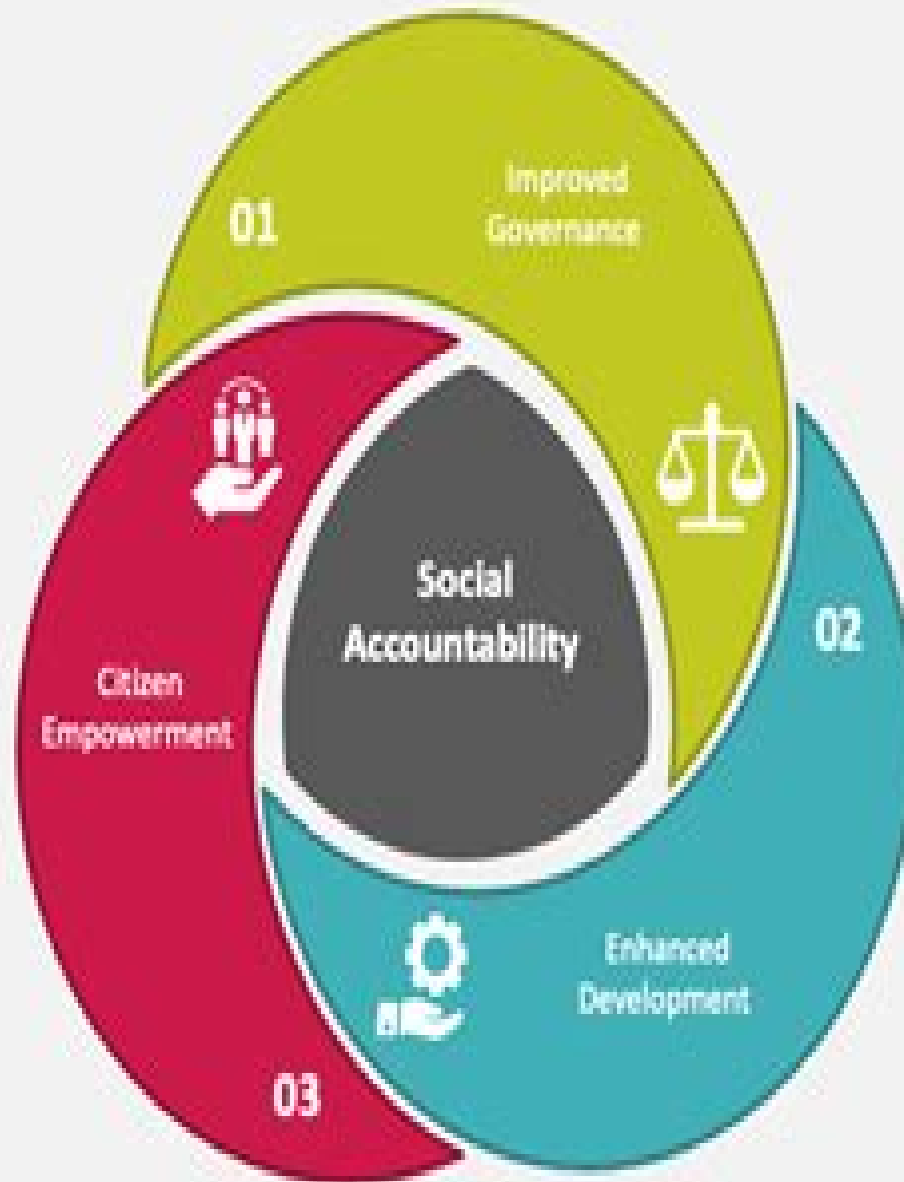 01
Improved
Governance
Social
Accountability
02
Citizen
Empowerment
Enhanced
Development
03